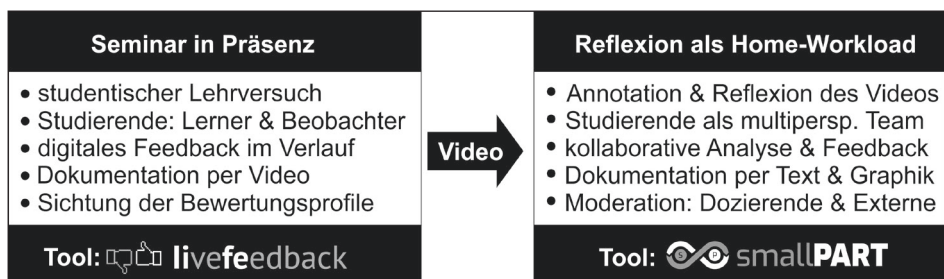 Seminar in Präsenz
• studentischer Lehrversuch
• Studierende: Lerner & Beobachter
• digitales Feedback im Verlauf
• Dokumentation per Video
• Sichtung der Bewertungsprofile
Tool: livefeedback
Video
Reflexion als Home-Workload
• Annotation & Reflexion des Videos
• Studierende als multipersp. Team
• kollaborative Analyse & Feedback
• Dokumentation per Text & Graphik
• Moderation: Dozierende & Externe
Tool: S P smallPART